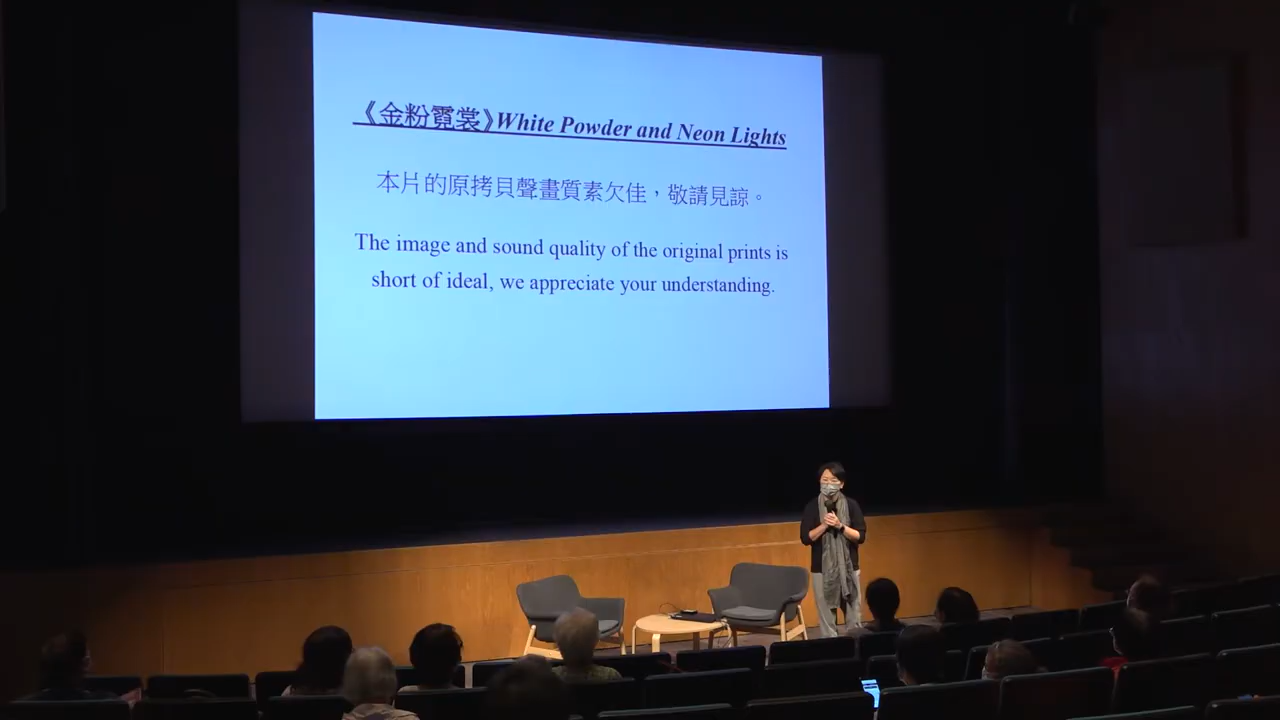 《金粉霓裳》White Powder and Neon Lights
本片的原拷貝聲畫質素欠佳，敬請見諒。
The image and sound quality of the original prints is
short of ideal, we appreciate your understanding.